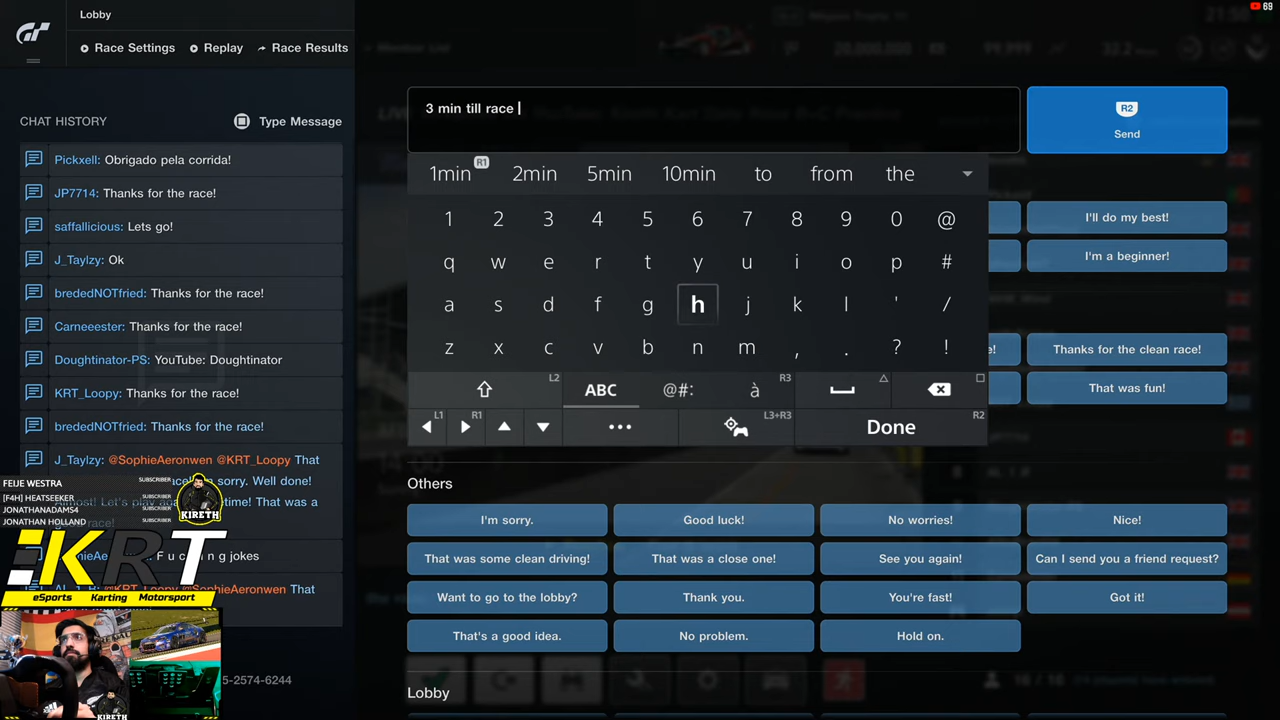 Lobby
Race Settings
Replay
Race Results
69
CHAT HISTORY
Type Message
Pickxell: Obrigado pela corrida!
JP7714: Thanks for the race!
saffallicious: Lets go!
J_Taylzy: Ok
brededNOTfried: Thanks for the race!
Carneeester: Thanks for the race!
Doughtinator-PS: YouTube: Doughtinator
KRT_Loopy: Thanks for the race!
brededNOTfried: Thanks for the race!
J_Taylzy: @SophieAeronwen @KRT_Loopy That
sorry. Well done!
That was a
F u c n g jokes
@KRT_Loopy @SophieAeronwen That
FEIJE WESTRA SUBSCRIBER
[F4H] HEATSEEKER SUBSCRIBER
JONATHANADAMS4 SUBSCRIBER
JONATHAN HOLLAND SUBSCRIBER
KIRETH
KRT
eSports Karting Motorsport
KIRETH
5-2574-6244
3 min till race
R2
Send
1min R1 2min 5min 10min to from the
1 2 3 4 5 6 7 8 9 0 @
q w e r t y u i o p #
a s d f g h j k l ' /
z x c v b n m , . ? !
L2 ABC @#: à R3
L1 R1 ... L3+R3 Done R2
I'll do my best!
I'm a beginner!
Thanks for the clean race!
That was fun!
Others
I'm sorry. Good luck! No worries! Nice!
That was some clean driving! That was a close one! See you again! Can I send you a friend request?
Want to go to the lobby? Thank you. You're fast! Got it!
That's a good idea. No problem. Hold on.
Lobby